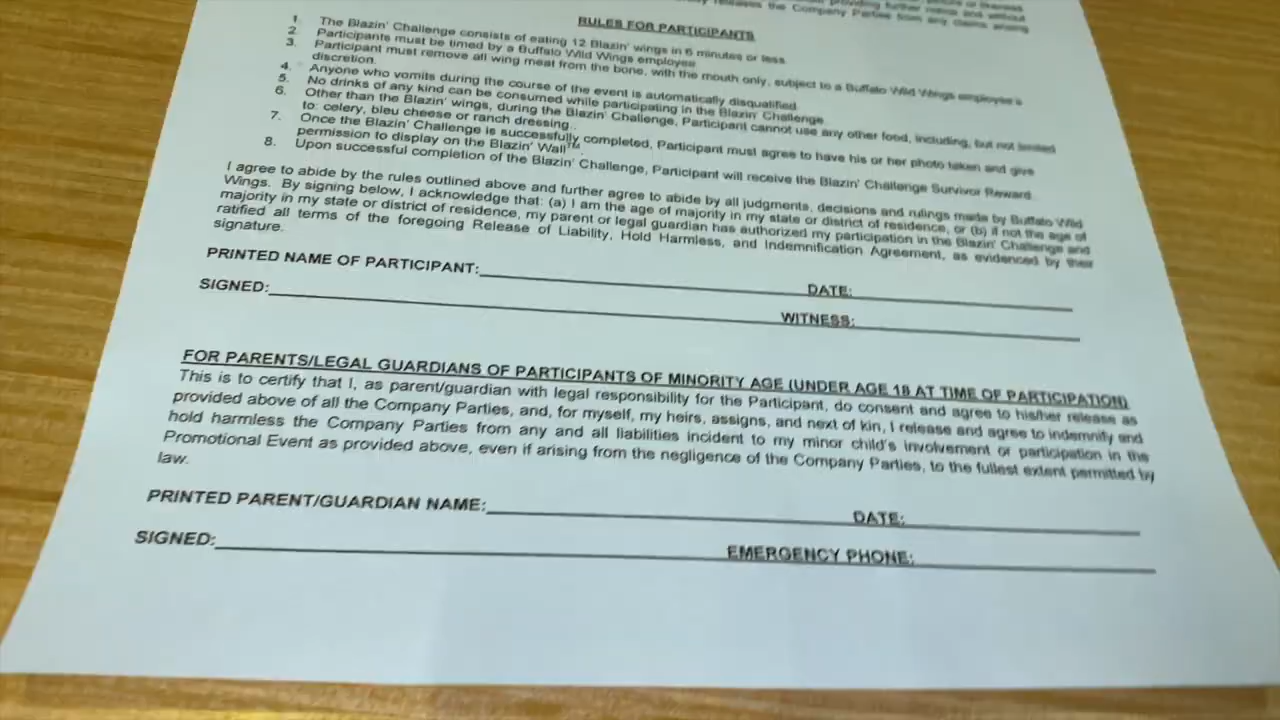 the Company Parties from any claims arising
RULES FOR PARTICIPANTS
1. The Blazin' Challenge consists of eating 12 Blazin' wings in 6 minutes or less.
2. Participants must be timed by a Buffalo Wild Wings employee.
3. Participant must remove all wing meat from the bone, with the mouth only, subject to a Buffalo Wild Wings employee's
discretion.
4. Anyone who vomits during the course of the event is automatically disqualified.
5. No drinks of any kind can be consumed while participating in the Blazin' Challenge.
6. Other than the Blazin' wings, during the Blazin' Challenge, Participant cannot use any other food, including, but not limited
to: celery, bleu cheese or ranch dressing.
7. Once the Blazin' Challenge is successfully completed, Participant must agree to have his or her photo taken and give
permission to display on the Blazin' Wall™.
8. Upon successful completion of the Blazin' Challenge, Participant will receive the Blazin' Challenge Survivor Reward.
I agree to abide by the rules outlined above and further agree to abide by all judgments, decisions and rulings made by Buffalo Wild
Wings. By signing below, I acknowledge that: (a) I am the age of majority in my state or district of residence, or (b) if not the age of
majority in my state or district of residence, my parent or legal guardian has authorized my participation in the Blazin' Challenge and
ratified all terms of the foregoing Release of Liability, Hold Harmless, and Indemnification Agreement, as evidenced by their
signature.
PRINTED NAME OF PARTICIPANT: DATE:
SIGNED: WITNESS:
FOR PARENTS/LEGAL GUARDIANS OF PARTICIPANTS OF MINORITY AGE (UNDER AGE 18 AT TIME OF PARTICIPATION)
This is to certify that I, as parent/guardian with legal responsibility for the Participant, do consent and agree to his/her release as
provided above of all the Company Parties, and, for myself, my heirs, assigns, and next of kin, I release and agree to indemnify and
hold harmless the Company Parties from any and all liabilities incident to my minor child's involvement or participation in the
Promotional Event as provided above, even if arising from the negligence of the Company Parties, to the fullest extent permitted by
law.
PRINTED PARENT/GUARDIAN NAME: DATE:
SIGNED: EMERGENCY PHONE: